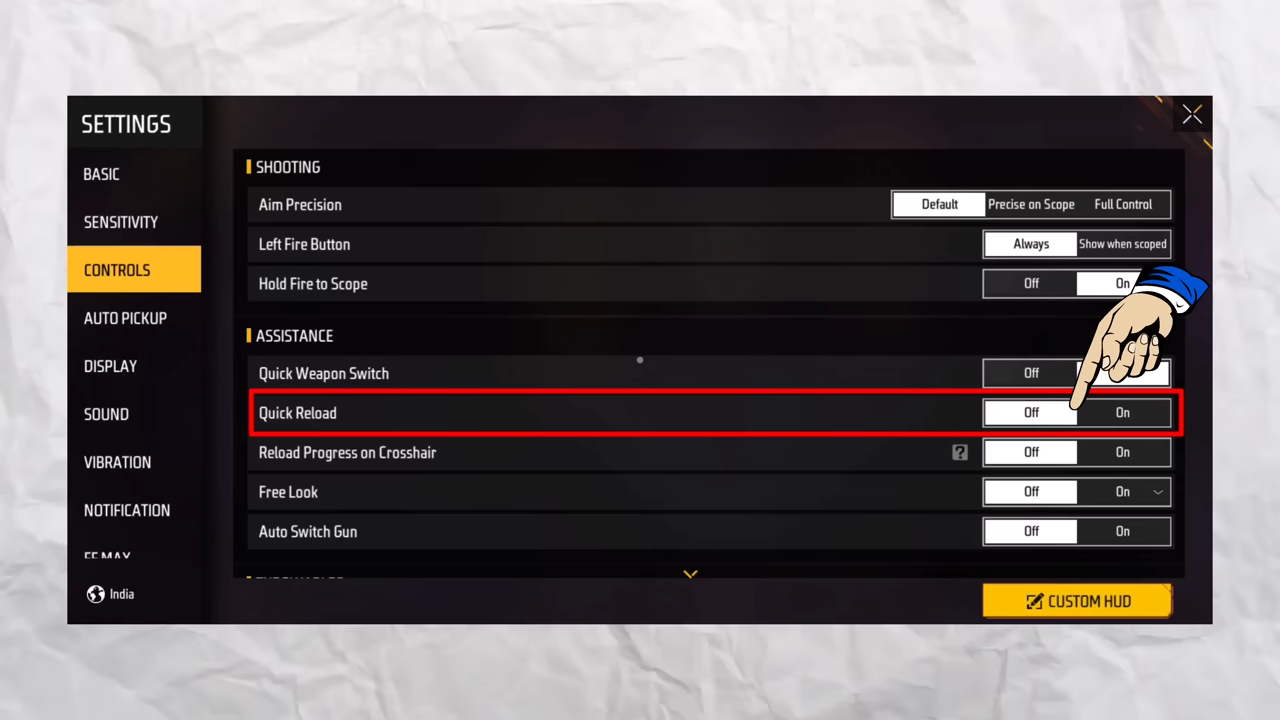 SETTINGS
BASIC
SENSITIVITY
CONTROLS
AUTO PICKUP
DISPLAY
SOUND
VIBRATION
NOTIFICATION
FF MAX
India
SHOOTING
Aim Precision Default Precise on Scope Full Control
Left Fire Button Always Show when scoped
Hold Fire to Scope Off On
ASSISTANCE
Quick Weapon Switch Off
Quick Reload Off On
Reload Progress on Crosshair ? Off On
Free Look Off On
Auto Switch Gun Off On
CUSTOM HUD